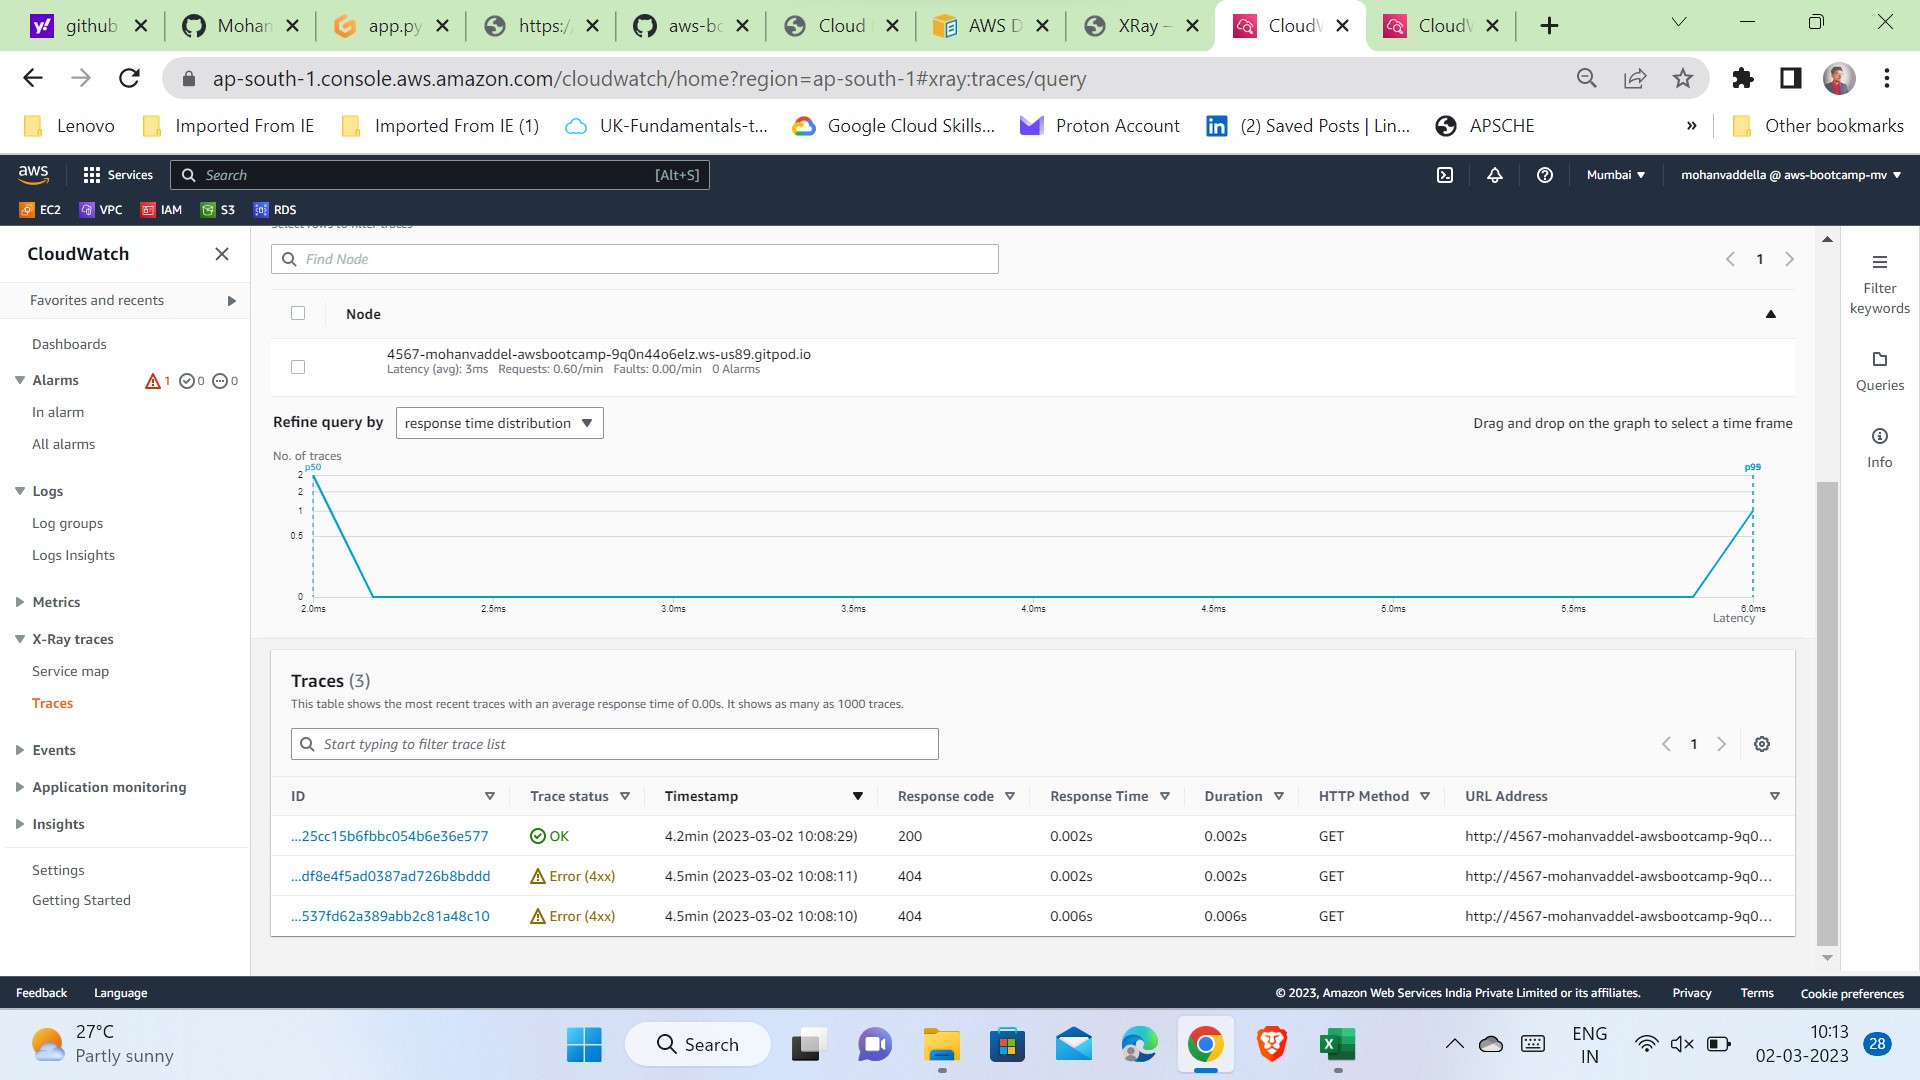 github
Mohan
app.py
https:/
aws-bo
Cloud
AWS D
XRay –
CloudW
CloudW
ap-south-1.console.aws.amazon.com/cloudwatch/home?region=ap-south-1#xray:traces/query
Lenovo
Imported From IE
Imported From IE (1)
UK-Fundamentals-t...
Google Cloud Skills...
Proton Account
(2) Saved Posts | Lin...
APSCHE
»
Other bookmarks
aws
Services
Search
[Alt+S]
Mumbai
mohanvaddella @ aws-bootcamp-mv
EC2
VPC
IAM
S3
RDS
CloudWatch
Favorites and recents
Dashboards
Alarms
1
0
0
In alarm
All alarms
Logs
Log groups
Logs Insights
Metrics
X-Ray traces
Service map
Traces
Events
Application monitoring
Insights
Settings
Getting Started
Select rows to filter traces
Find Node
1
Node
4567-mohanvaddel-awsbootcamp-9q0n44o6elz.ws-us89.gitpod.io
Latency (avg): 3ms Requests: 0.60/min Faults: 0.00/min 0 Alarms
Refine query by
response time distribution
Drag and drop on the graph to select a time frame
No. of traces
p50
p99
2
2
1
0.5
0
2.0ms
2.5ms
3.0ms
3.5ms
4.0ms
4.5ms
5.0ms
5.5ms
6.0ms
Latency
Traces (3)
This table shows the most recent traces with an average response time of 0.00s. It shows as many as 1000 traces.
Start typing to filter trace list
1
ID Trace status Timestamp Response code Response Time Duration HTTP Method URL Address
...25cc15b6fbbc054b6e36e577 OK 4.2min (2023-03-02 10:08:29) 200 0.002s 0.002s GET http://4567-mohanvaddel-awsbootcamp-9q0...
...df8e4f5ad0387ad726b8bddd Error (4xx) 4.5min (2023-03-02 10:08:11) 404 0.002s 0.002s GET http://4567-mohanvaddel-awsbootcamp-9q0...
...537fd62a389abb2c81a48c10 Error (4xx) 4.5min (2023-03-02 10:08:10) 404 0.006s 0.006s GET http://4567-mohanvaddel-awsbootcamp-9q0...
Filter
keywords
Queries
Info
Feedback
Language
© 2023, Amazon Web Services India Private Limited or its affiliates.
Privacy
Terms
Cookie preferences
27°C
Partly sunny
Search
ENG
IN
10:13
02-03-2023
28